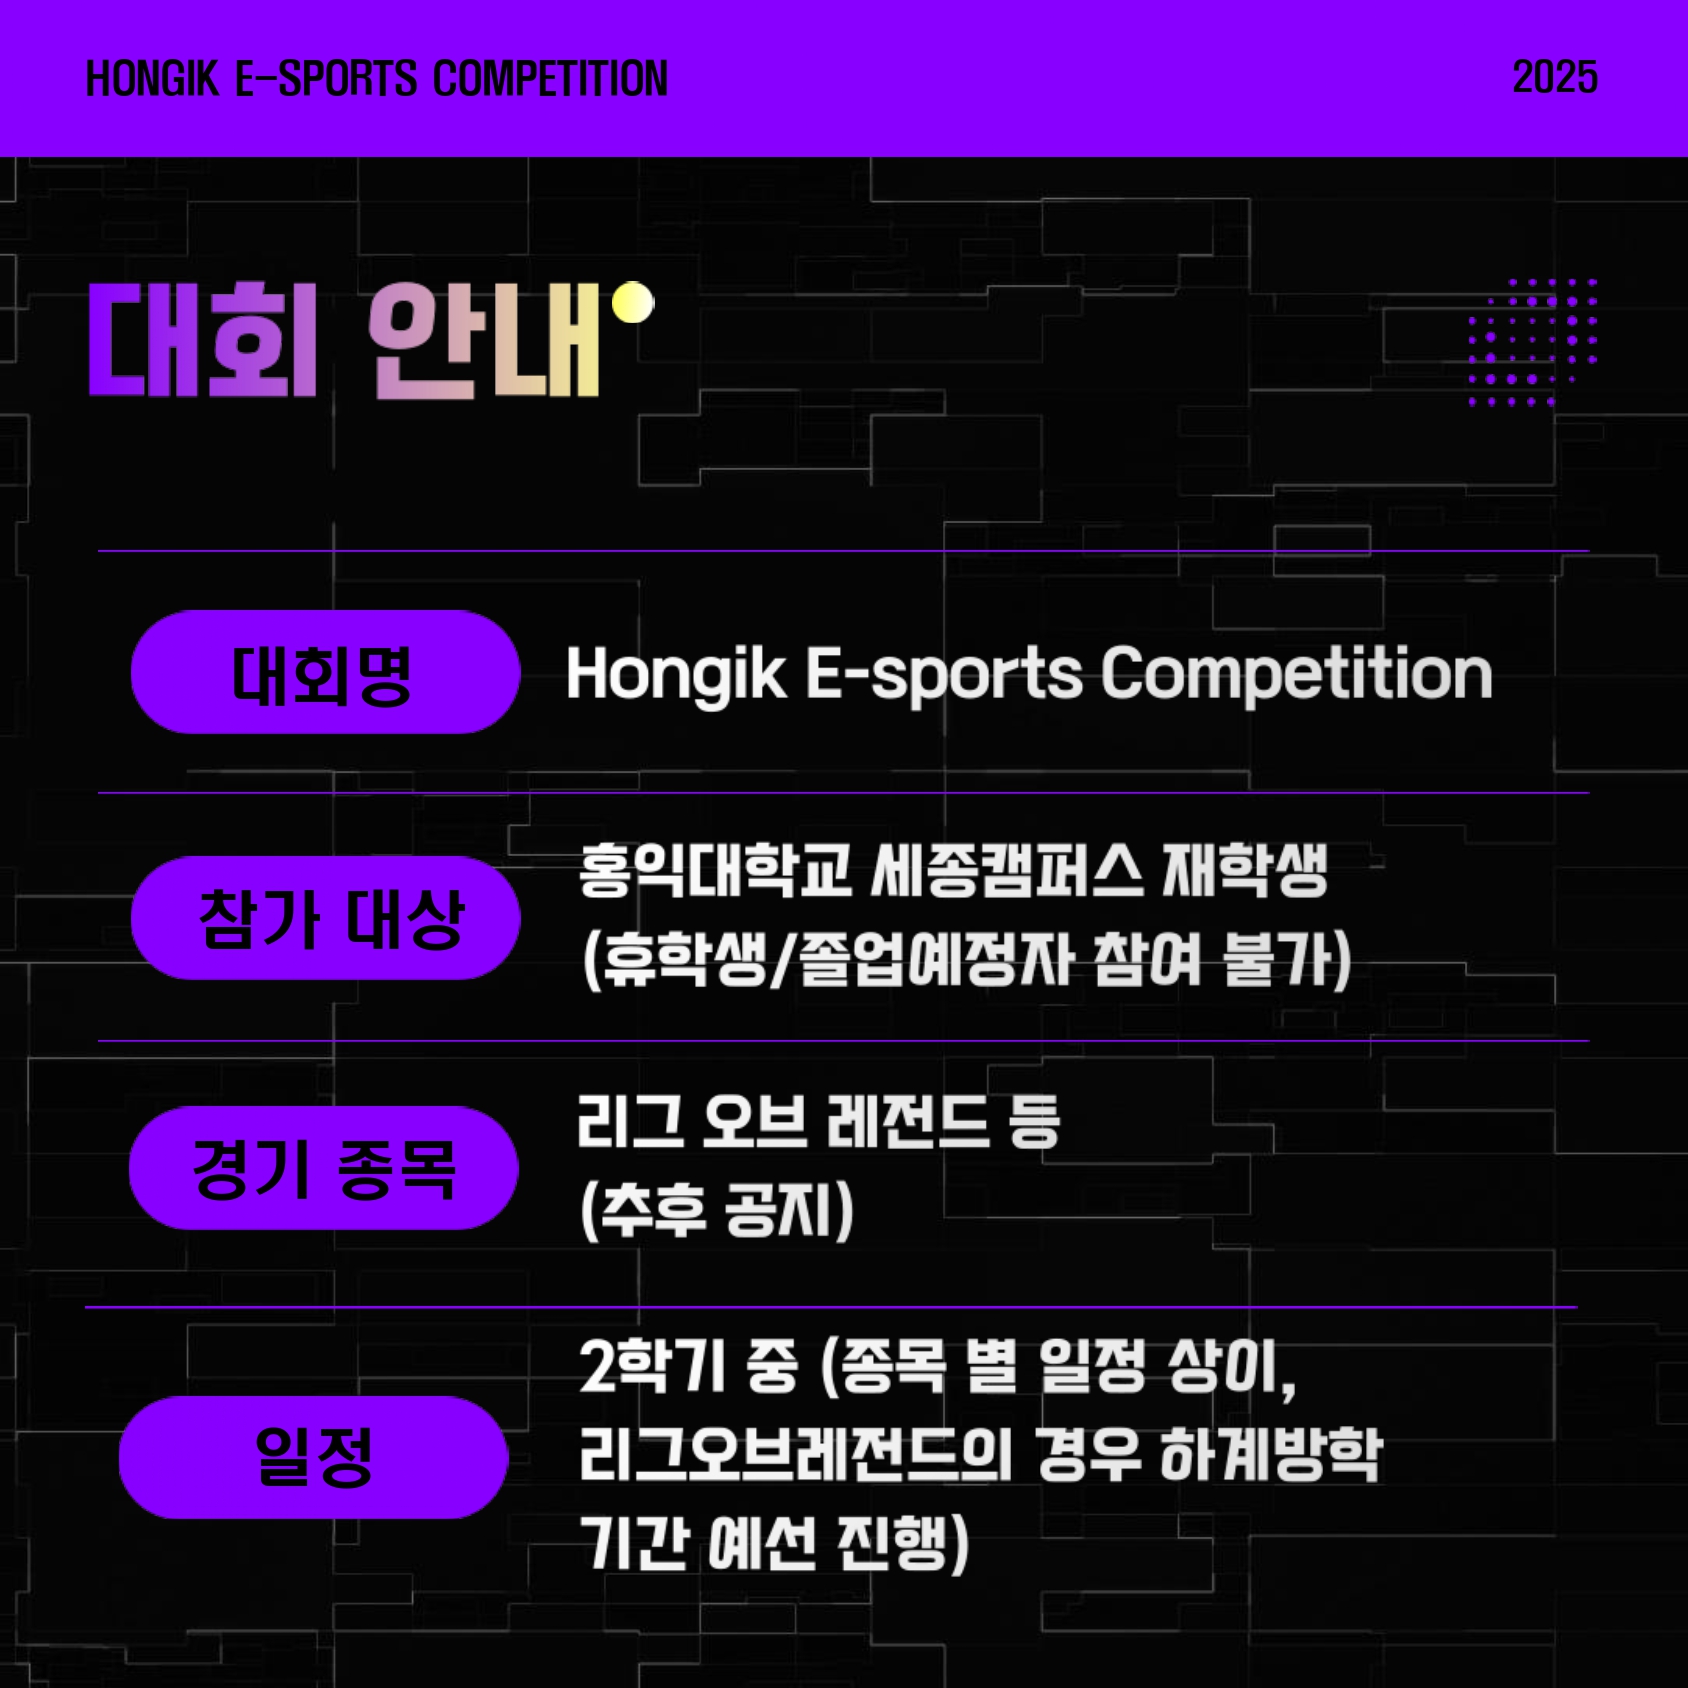 HONGIK E-SPORTS COMPETITION
2025
대회 안내
대회명
Hongik E-sports Competition
참가 대상
홍익대학교 세종캠퍼스 재학생
(휴학생/졸업예정자 참여 불가)
경기 종목
리그 오브 레전드 등
(추후 공지)
일정
2학기 중 (종목 별 일정 상이,
리그오브레전드의 경우 하계방학
기간 예선 진행)